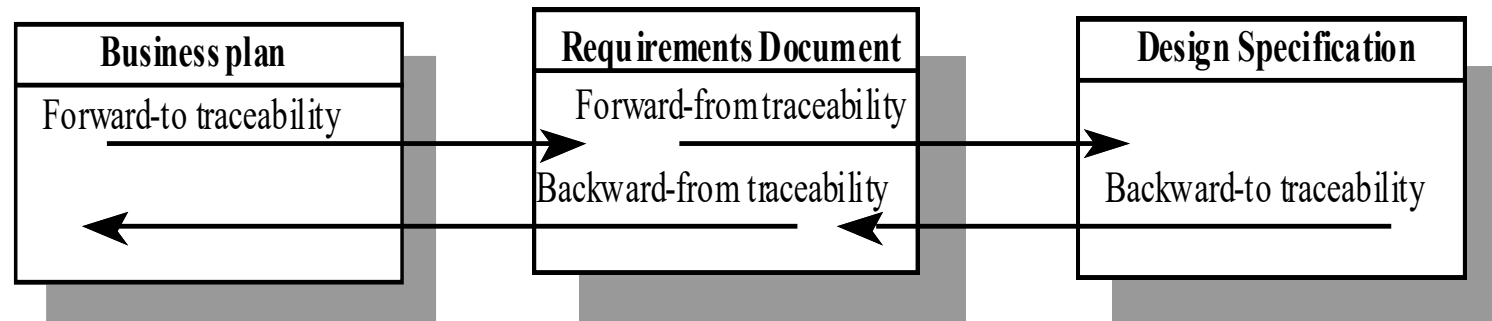 Business plan
Forward-to traceability
Requirements Document
Forward-from traceability
Backward-from traceability
Design Specification
Backward-to traceability